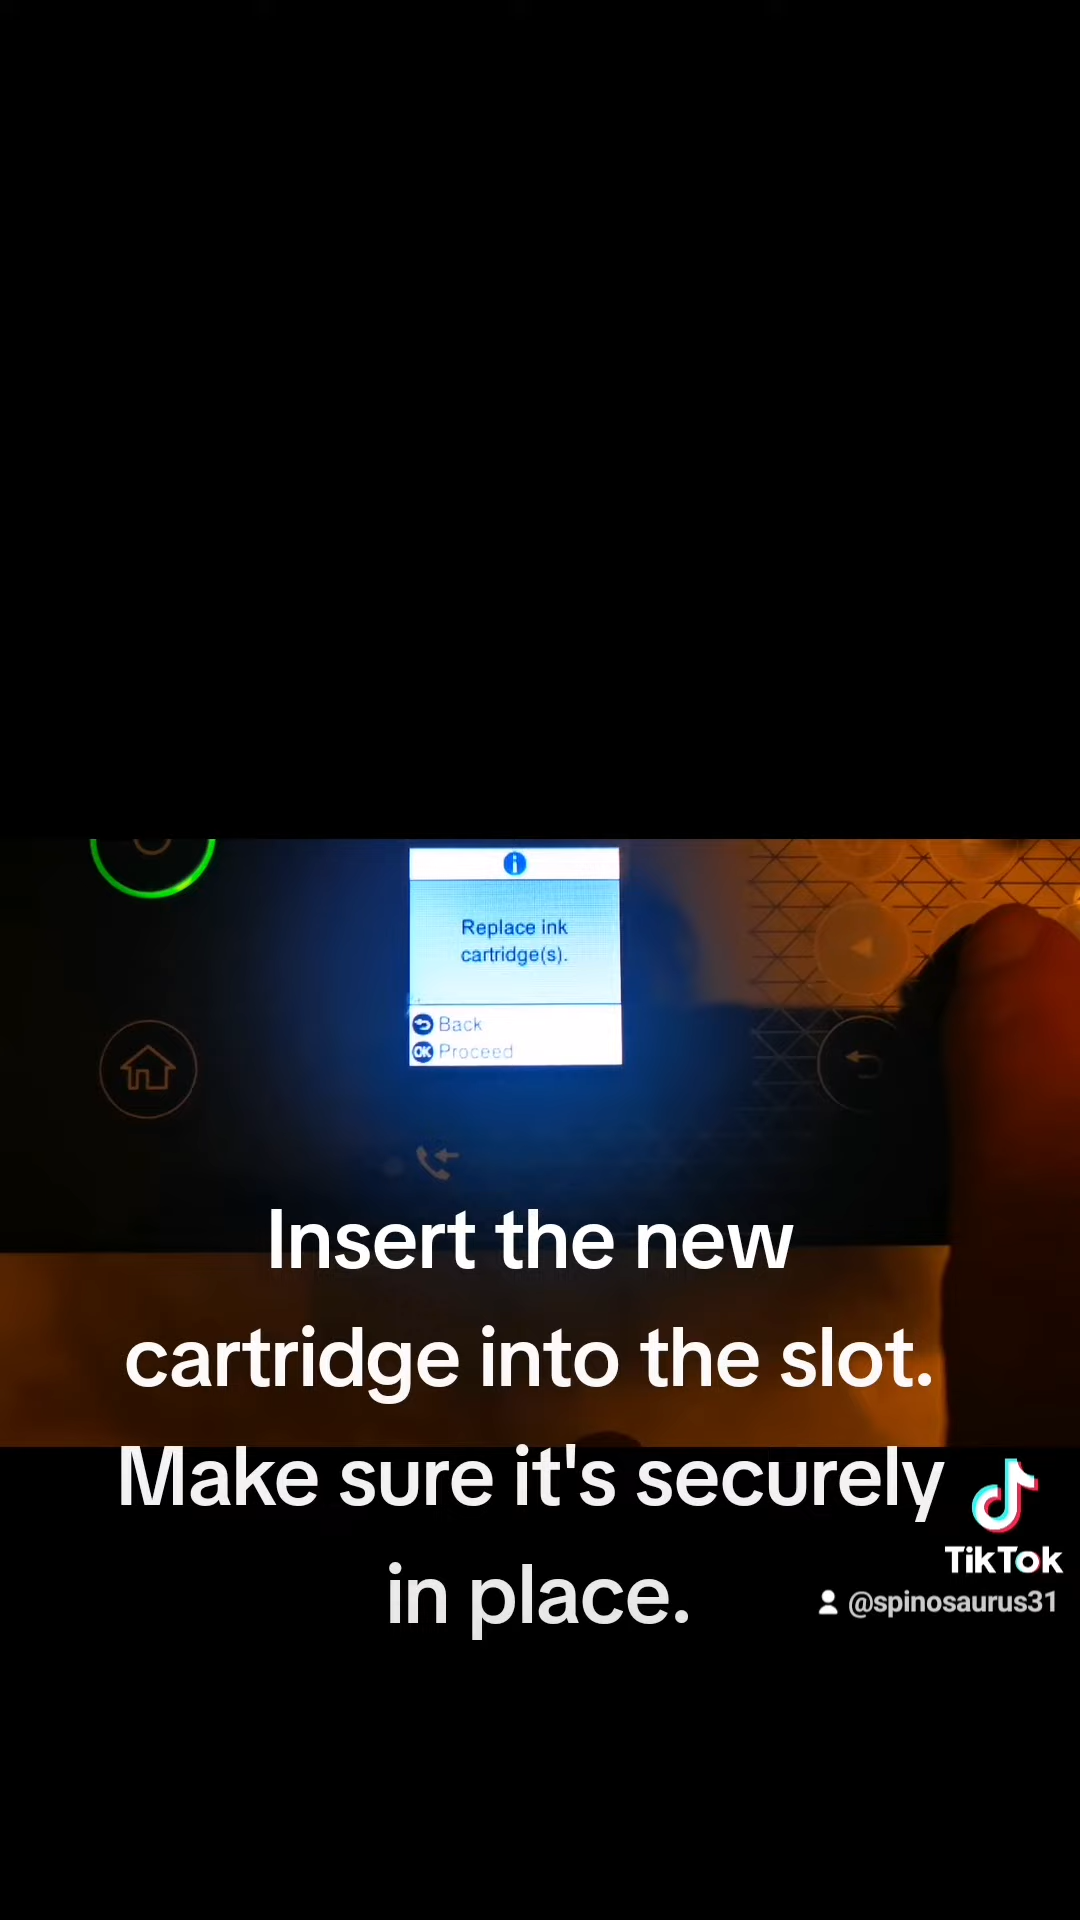 Replace ink
cartridge(s).
Back
OK Proceed
Insert the new
cartridge into the slot.
Make sure it's securely
in place.
TikTok
@spinosaurus31